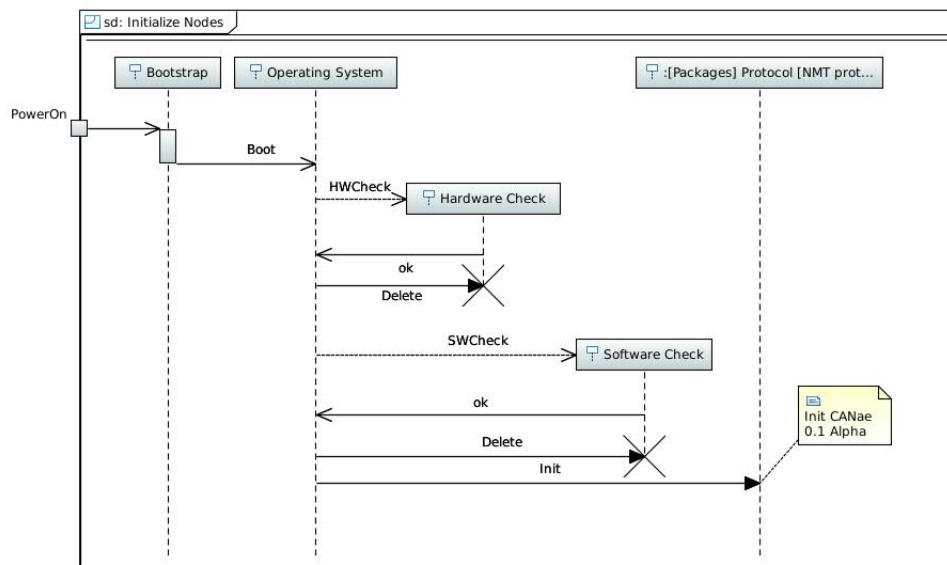 sd: Initialize Nodes
Bootstrap
Operating System
:[Packages] Protocol [NMT prot...
PowerOn
Boot
HWCheck
Hardware Check
ok
Delete
SWCheck
Software Check
ok
Init CANae
0.1 Alpha
Delete
Init